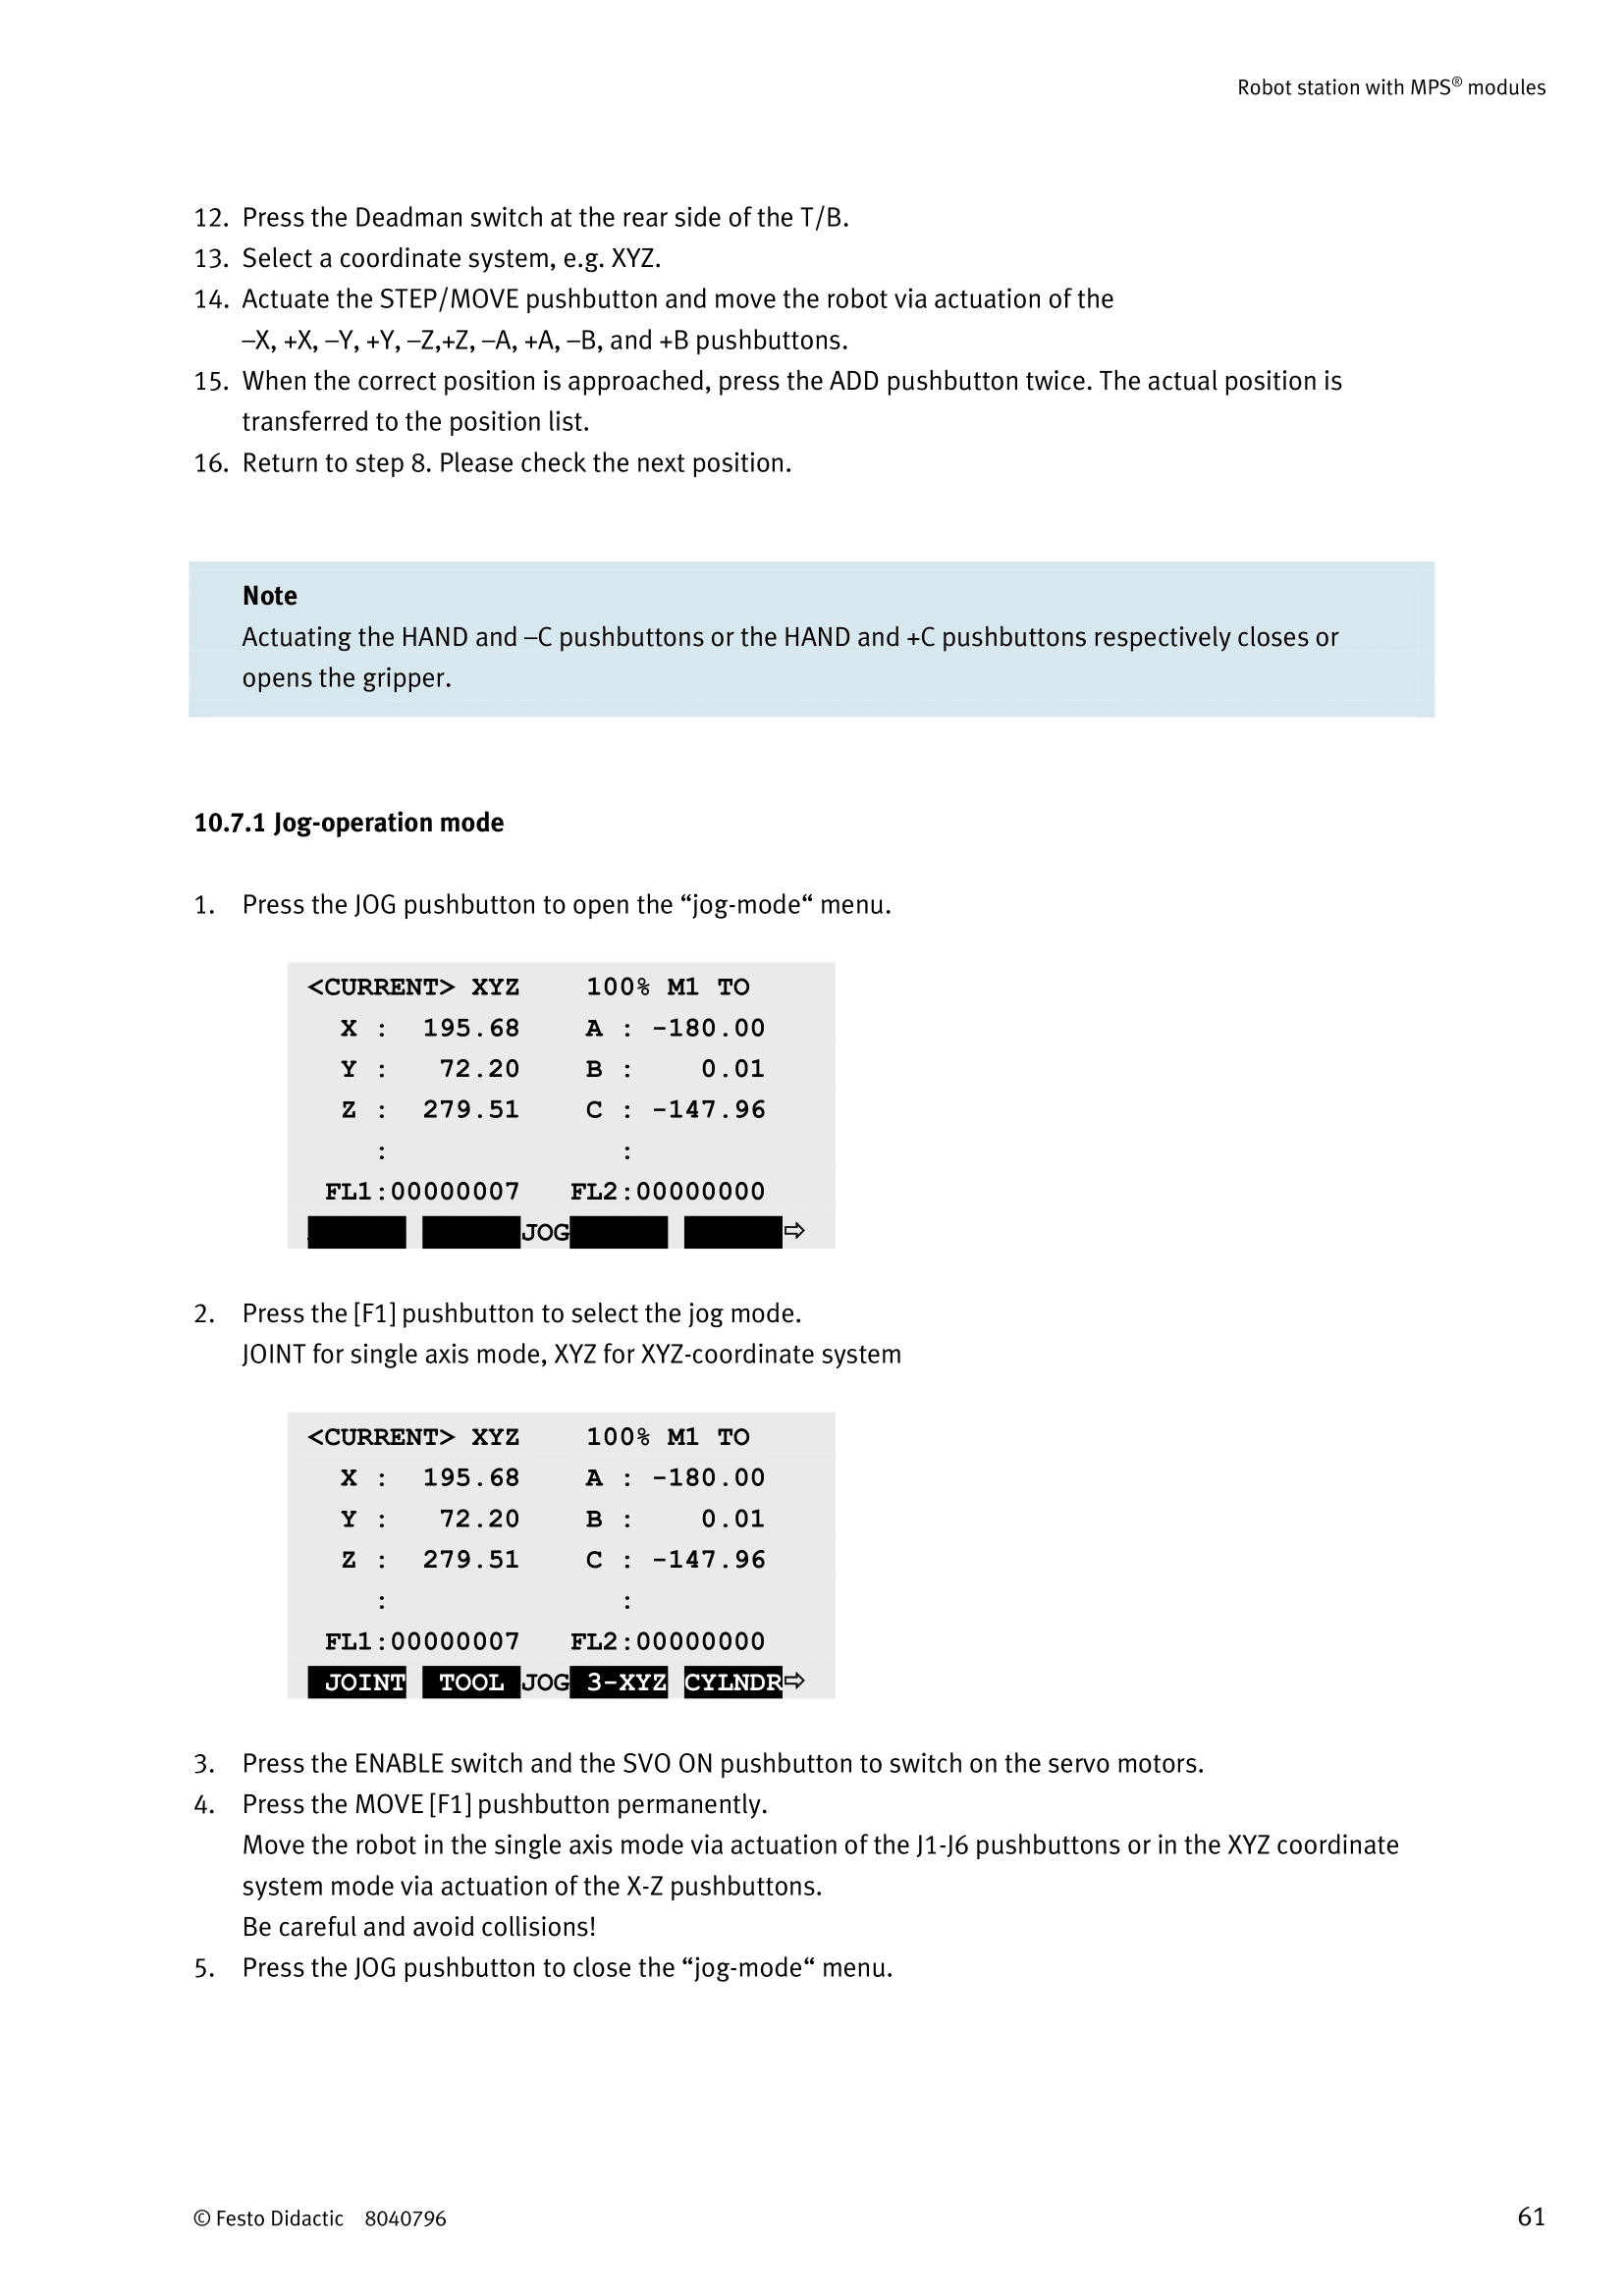 Robot station with MPS® modules
12. Press the Deadman switch at the rear side of the T/B.
13. Select a coordinate system, e.g. XYZ.
14. Actuate the STEP/MOVE pushbutton and move the robot via actuation of the
–X, +X, –Y, +Y, –Z,+Z, –A, +A, –B, and +B pushbuttons.
15. When the correct position is approached, press the ADD pushbutton twice. The actual position is
transferred to the position list.
16. Return to step 8. Please check the next position.
Note
Actuating the HAND and –C pushbuttons or the HAND and +C pushbuttons respectively closes or
opens the gripper.
10.7.1 Jog-operation mode
1. Press the JOG pushbutton to open the “jog-mode“ menu.
<CURRENT> XYZ 100% M1 TO
X : 195.68 A : -180.00
Y : 72.20 B : 0.01
Z : 279.51 C : -147.96
: :
FL1:00000007 FL2:00000000
JOG ⇨
2. Press the [F1] pushbutton to select the jog mode.
JOINT for single axis mode, XYZ for XYZ-coordinate system
<CURRENT> XYZ 100% M1 TO
X : 195.68 A : -180.00
Y : 72.20 B : 0.01
Z : 279.51 C : -147.96
: :
FL1:00000007 FL2:00000000
JOINT TOOL JOG 3-XYZ CYLNDR⇨
3. Press the ENABLE switch and the SVO ON pushbutton to switch on the servo motors.
4. Press the MOVE [F1] pushbutton permanently.
Move the robot in the single axis mode via actuation of the J1-J6 pushbuttons or in the XYZ coordinate
system mode via actuation of the X-Z pushbuttons.
Be careful and avoid collisions!
5. Press the JOG pushbutton to close the “jog-mode“ menu.
© Festo Didactic 8040796 61